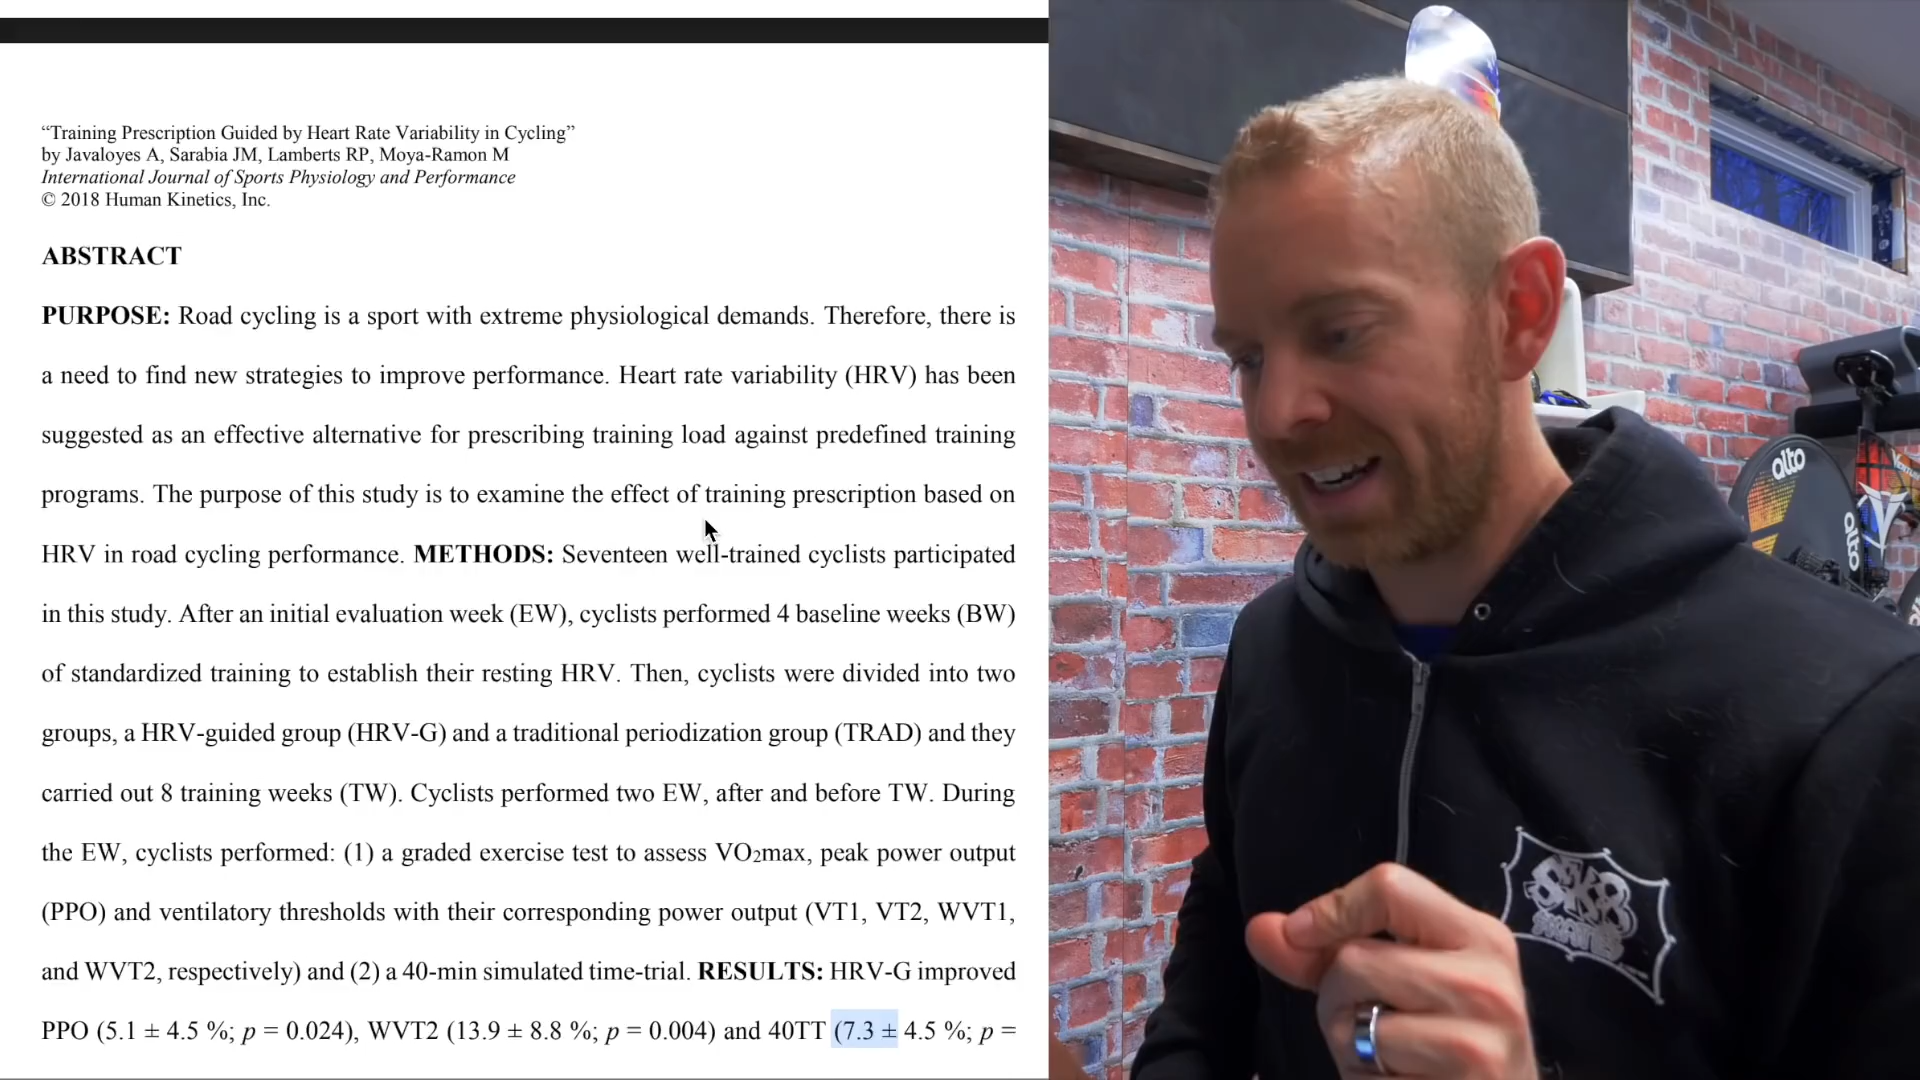 “Training Prescription Guided by Heart Rate Variability in Cycling”
by Javaloyes A, Sarabia JM, Lamberts RP, Moya-Ramon M
International Journal of Sports Physiology and Performance
© 2018 Human Kinetics, Inc.
ABSTRACT
PURPOSE: Road cycling is a sport with extreme physiological demands. Therefore, there is
a need to find new strategies to improve performance. Heart rate variability (HRV) has been
suggested as an effective alternative for prescribing training load against predefined training
programs. The purpose of this study is to examine the effect of training prescription based on
HRV in road cycling performance. METHODS: Seventeen well-trained cyclists participated
in this study. After an initial evaluation week (EW), cyclists performed 4 baseline weeks (BW)
of standardized training to establish their resting HRV. Then, cyclists were divided into two
groups, a HRV-guided group (HRV-G) and a traditional periodization group (TRAD) and they
carried out 8 training weeks (TW). Cyclists performed two EW, after and before TW. During
the EW, cyclists performed: (1) a graded exercise test to assess VO2max, peak power output
(PPO) and ventilatory thresholds with their corresponding power output (VT1, VT2, WVT1,
and WVT2, respectively) and (2) a 40-min simulated time-trial. RESULTS: HRV-G improved
PPO (5.1 ± 4.5 %; p = 0.024), WVT2 (13.9 ± 8.8 %; p = 0.004) and 40TT (7.3 ± 4.5 %; p =
alto
alto
SK8